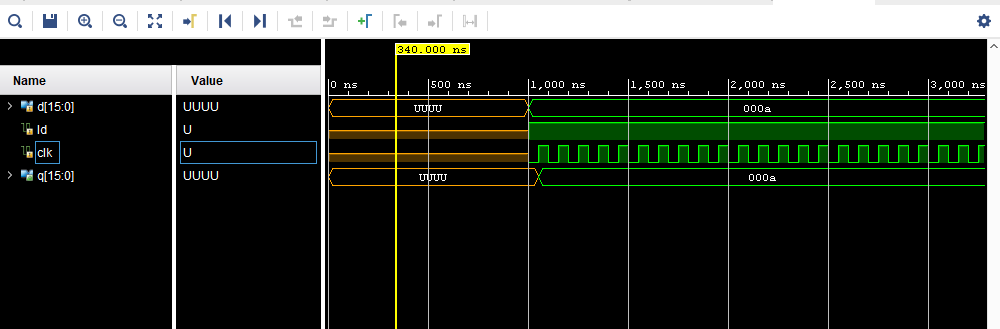 340.000 ns
Name Value 0 ns 500 ns 1,000 ns 1,500 ns 2,000 ns 2,500 ns 3,000 ns
d[15:0] UUUU UUUU 000a
ld U
clk U
q[15:0] UUUU UUUU 000a